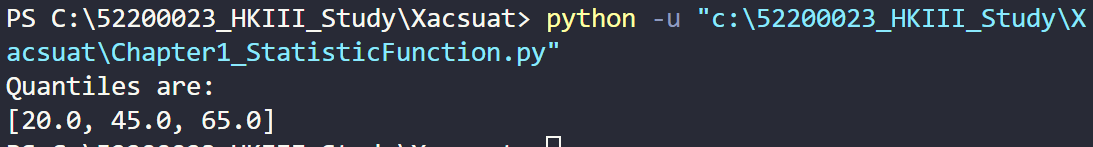 PS C:\52200023_HKIII_Study\Xacsuat> python -u "c:\52200023_HKIII_Study\X
acsuat\Chapter1_StatisticFunction.py"
Quantiles are:
[20.0, 45.0, 65.0]